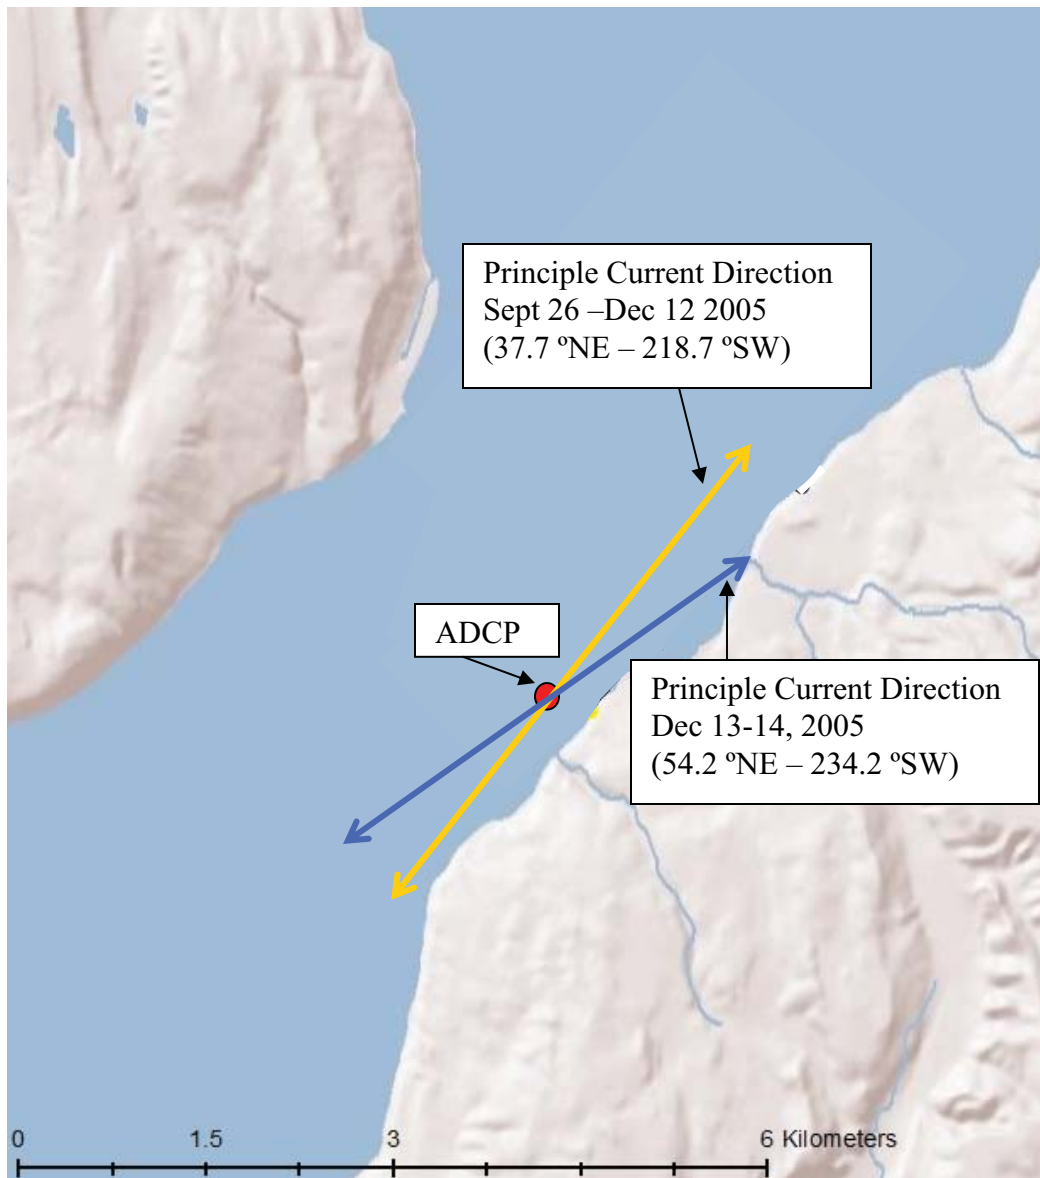 Principle Current Direction
Sept 26 –Dec 12 2005
(37.7 ºNE – 218.7 ºSW)
ADCP
Principle Current Direction
Dec 13-14, 2005
(54.2 ºNE – 234.2 ºSW)
0 1.5 3 6 Kilometers